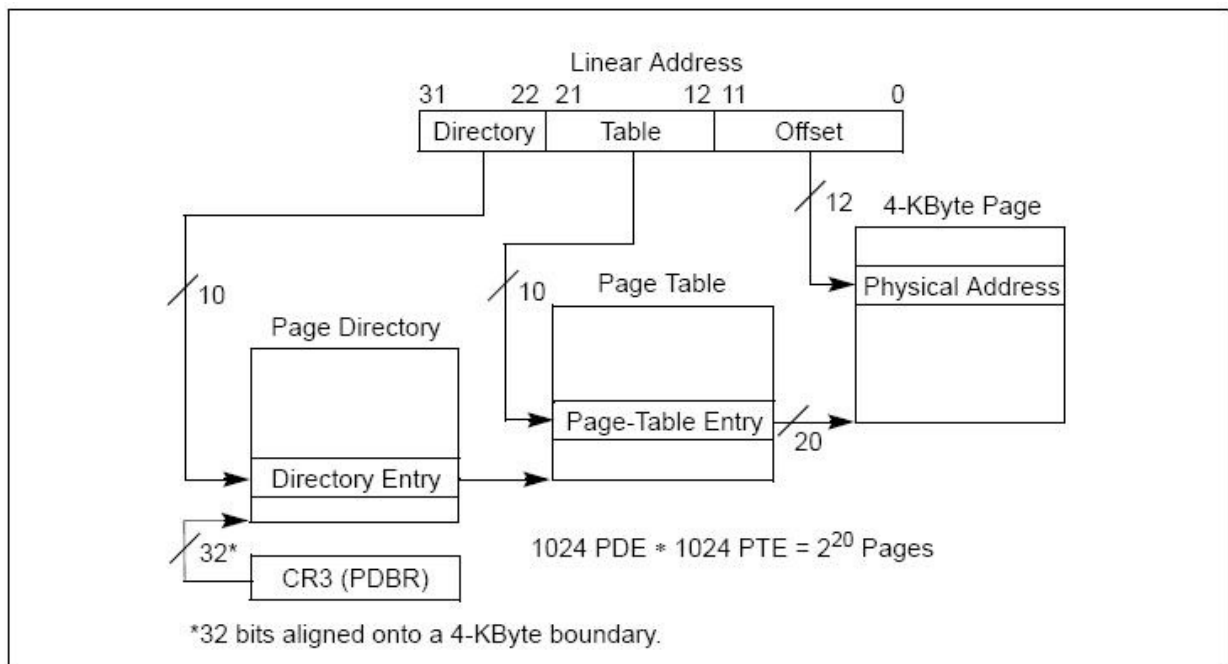 Linear Address
31 22 21 12 11 0
Directory Table Offset
12
4-KByte Page
10
10
Page Table
Physical Address
Page Directory
Page-Table Entry
20
Directory Entry
32*
1024 PDE * 1024 PTE = 2^20 Pages
CR3 (PDBR)
*32 bits aligned onto a 4-KByte boundary.